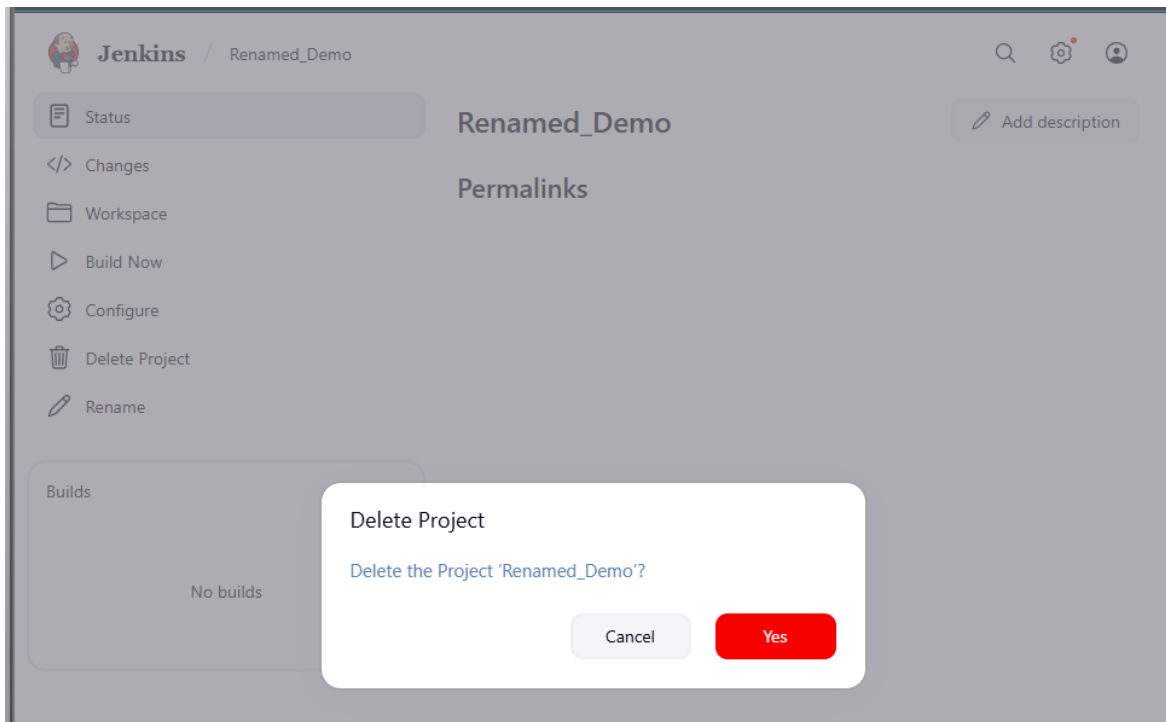 Jenkins / Renamed_Demo
Status
Changes
Workspace
Build Now
Configure
Delete Project
Rename
Renamed_Demo
Add description
Permalinks
Builds
No builds
Delete Project
Delete the Project ‘Renamed_Demo’?
Cancel
Yes